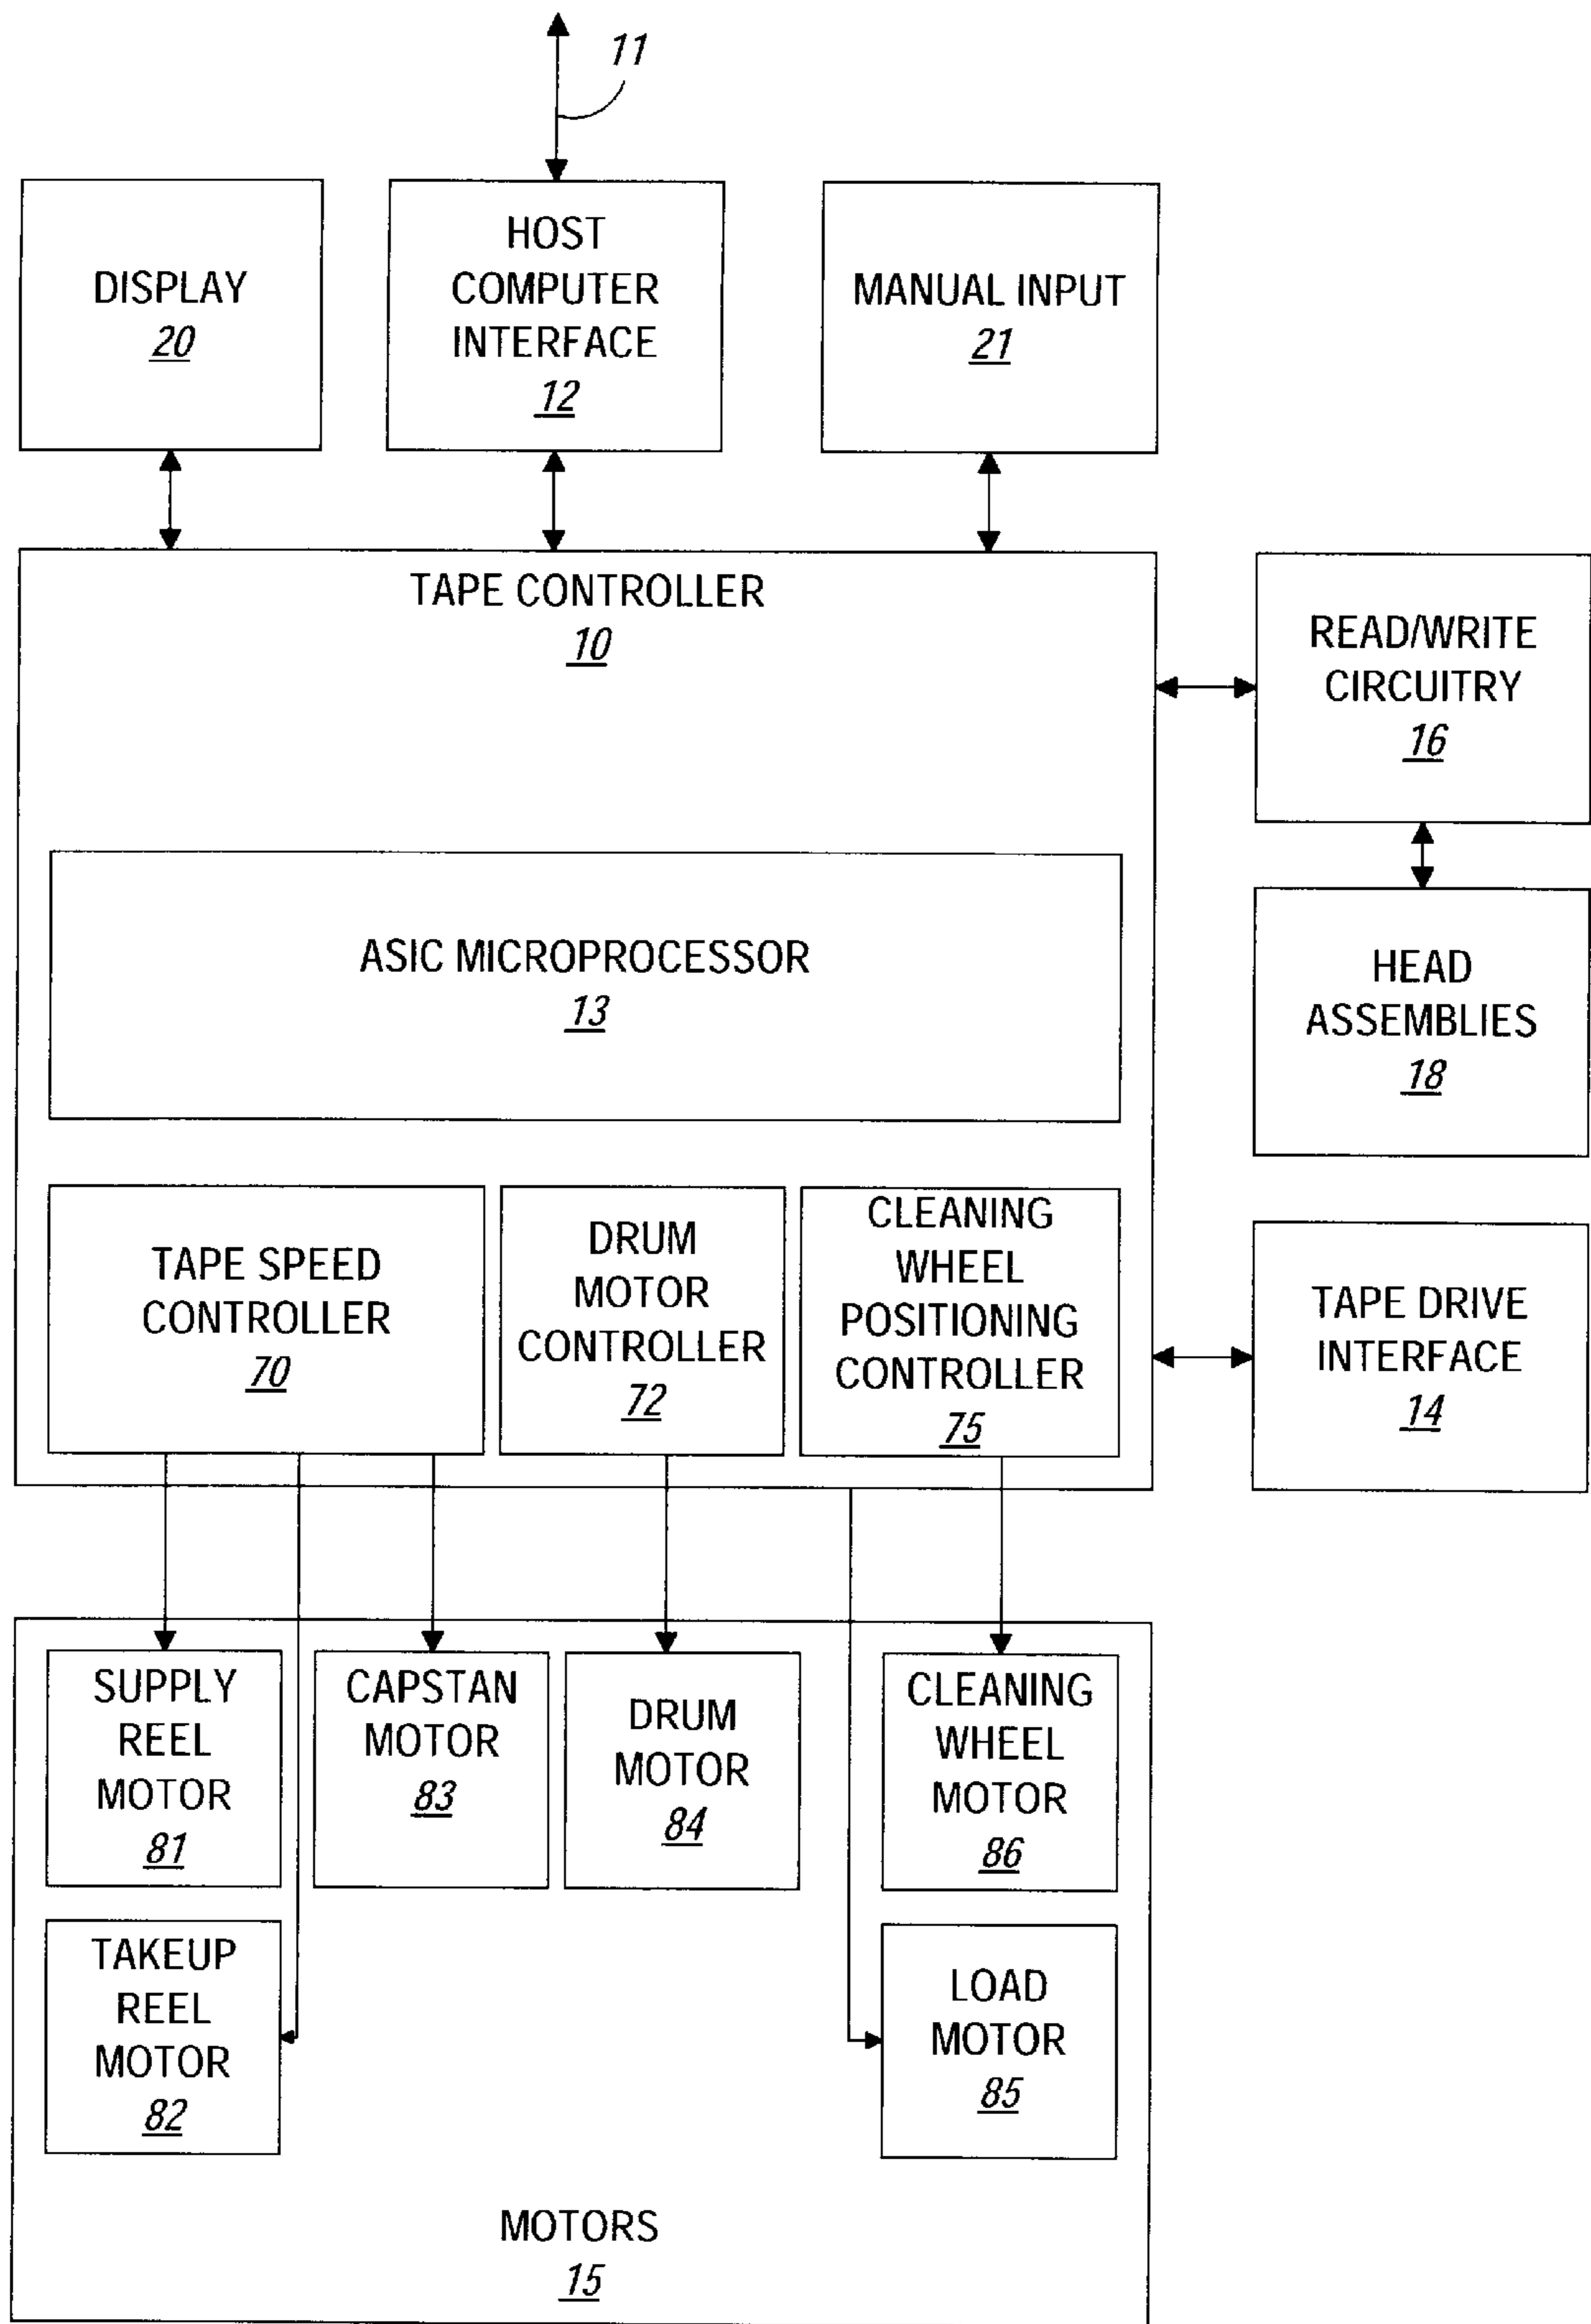 11
DISPLAY
20
HOST
COMPUTER
INTERFACE
12
MANUAL INPUT
21
TAPE CONTROLLER
10
READ/WRITE
CIRCUITRY
16
ASIC MICROPROCESSOR
13
HEAD
ASSEMBLIES
18
TAPE SPEED
CONTROLLER
70
DRUM
MOTOR
CONTROLLER
72
CLEANING
WHEEL
POSITIONING
CONTROLLER
75
TAPE DRIVE
INTERFACE
14
SUPPLY
REEL
MOTOR
81
CAPSTAN
MOTOR
83
DRUM
MOTOR
84
CLEANING
WHEEL
MOTOR
86
TAKEUP
REEL
MOTOR
82
LOAD
MOTOR
85
MOTORS
15